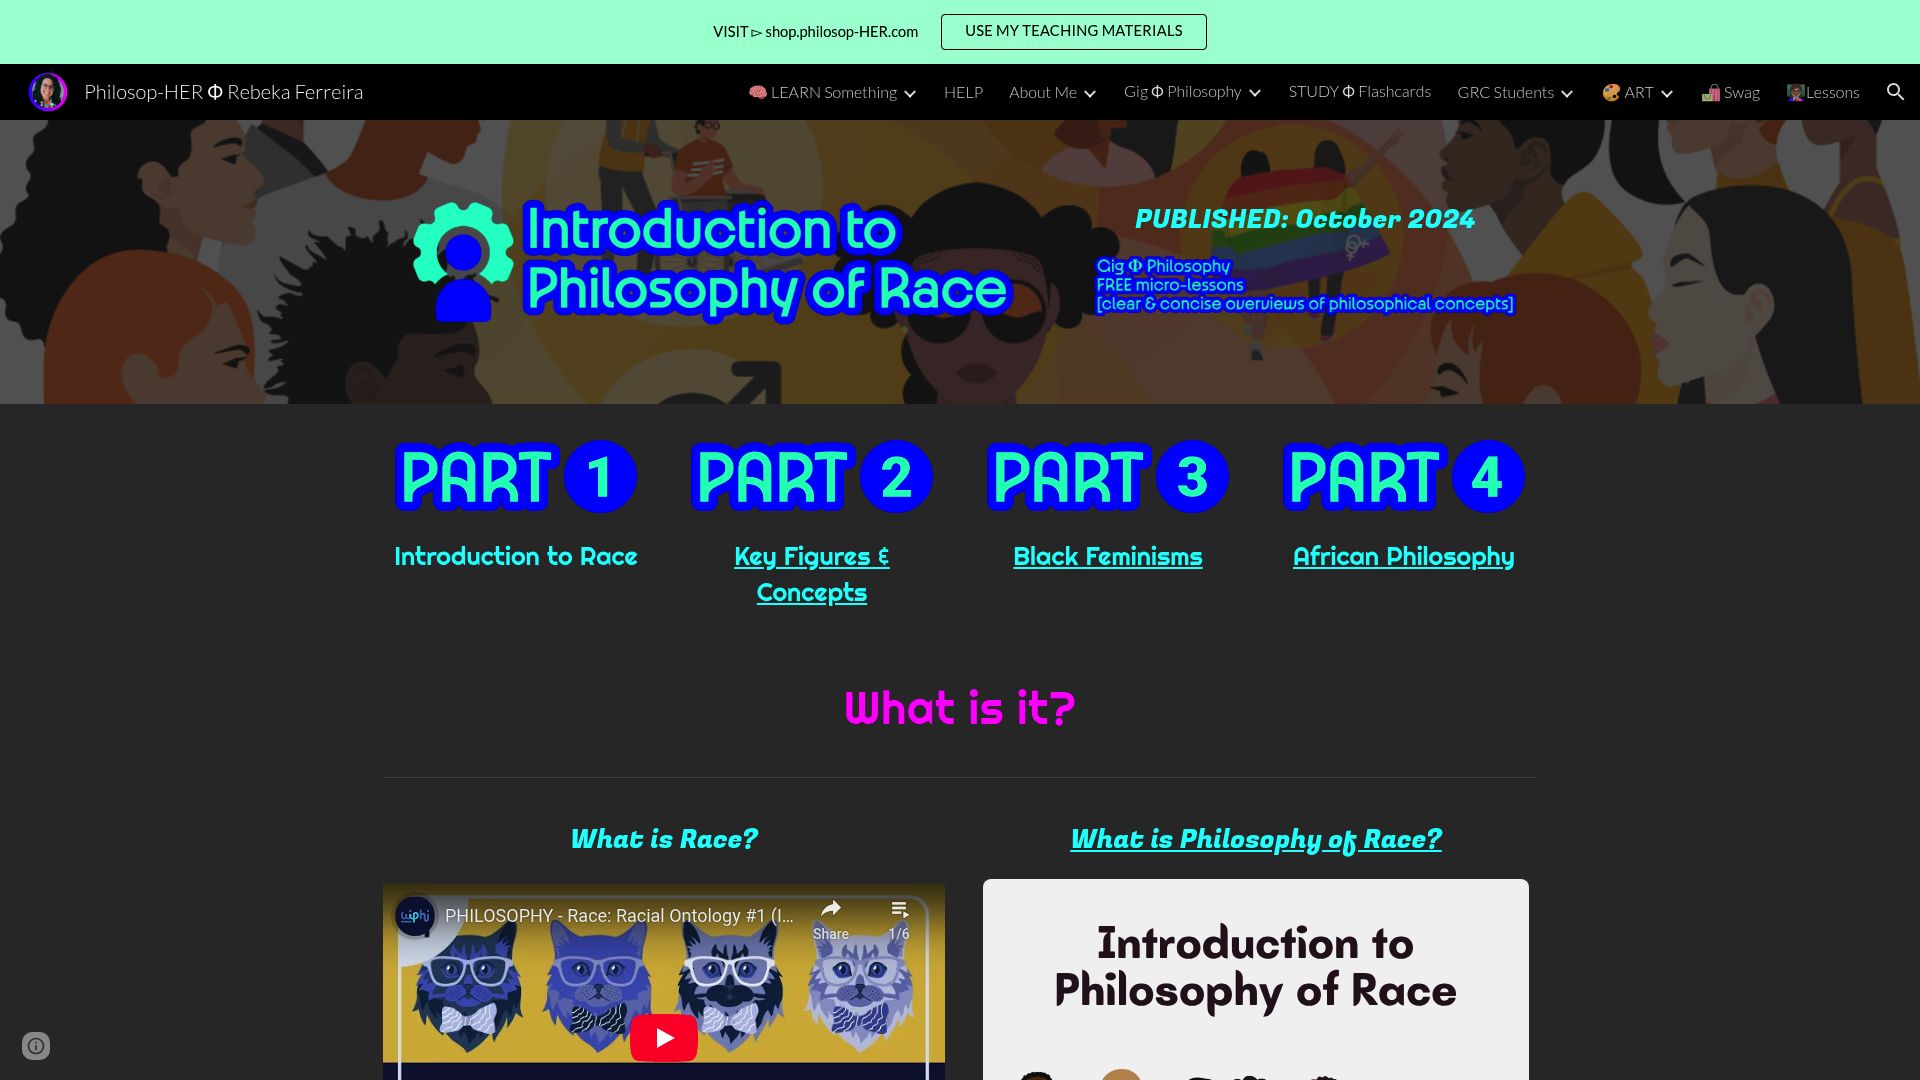 VISIT ▻ shop.philosop-HER.com
USE MY TEACHING MATERIALS
Philosop-HER Φ Rebeka Ferreira
🧠 LEARN Something
HELP
About Me
Gig Φ Philosophy
STUDY Φ Flashcards
GRC Students
🎨 ART
🛍️ Swag
👩🏽‍🏫Lessons
Introduction to
Philosophy of Race
PUBLISHED: October 2024
Gig Φ Philosophy
FREE micro-lessons
[clear & concise overviews of philosophical concepts]
PART 1
PART 2
PART 3
PART 4
Introduction to Race
Key Figures &
Concepts
Black Feminisms
African Philosophy
What is it?
What is Race?
What is Philosophy of Race?
wiphi
PHILOSOPHY - Race: Racial Ontology #1 (I...
Share
1/6
Introduction to
Philosophy of Race